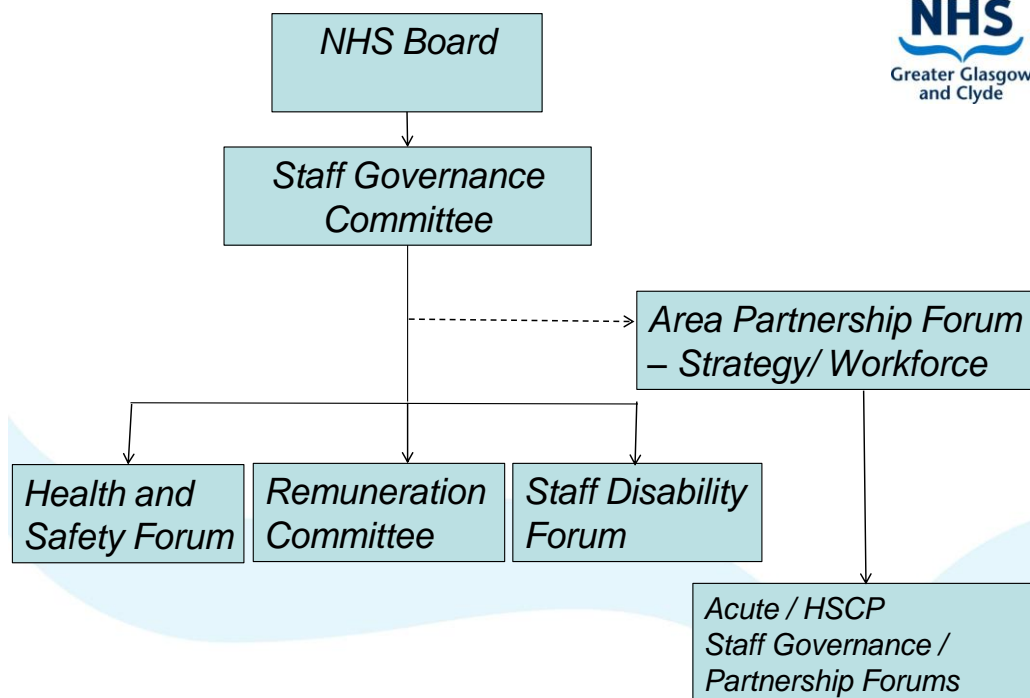 NHS
Greater Glasgow
and Clyde
NHS Board
Staff Governance
Committee
Area Partnership Forum
– Strategy/ Workforce
Health and
Safety Forum
Remuneration
Committee
Staff Disability
Forum
Acute / HSCP
Staff Governance /
Partnership Forums